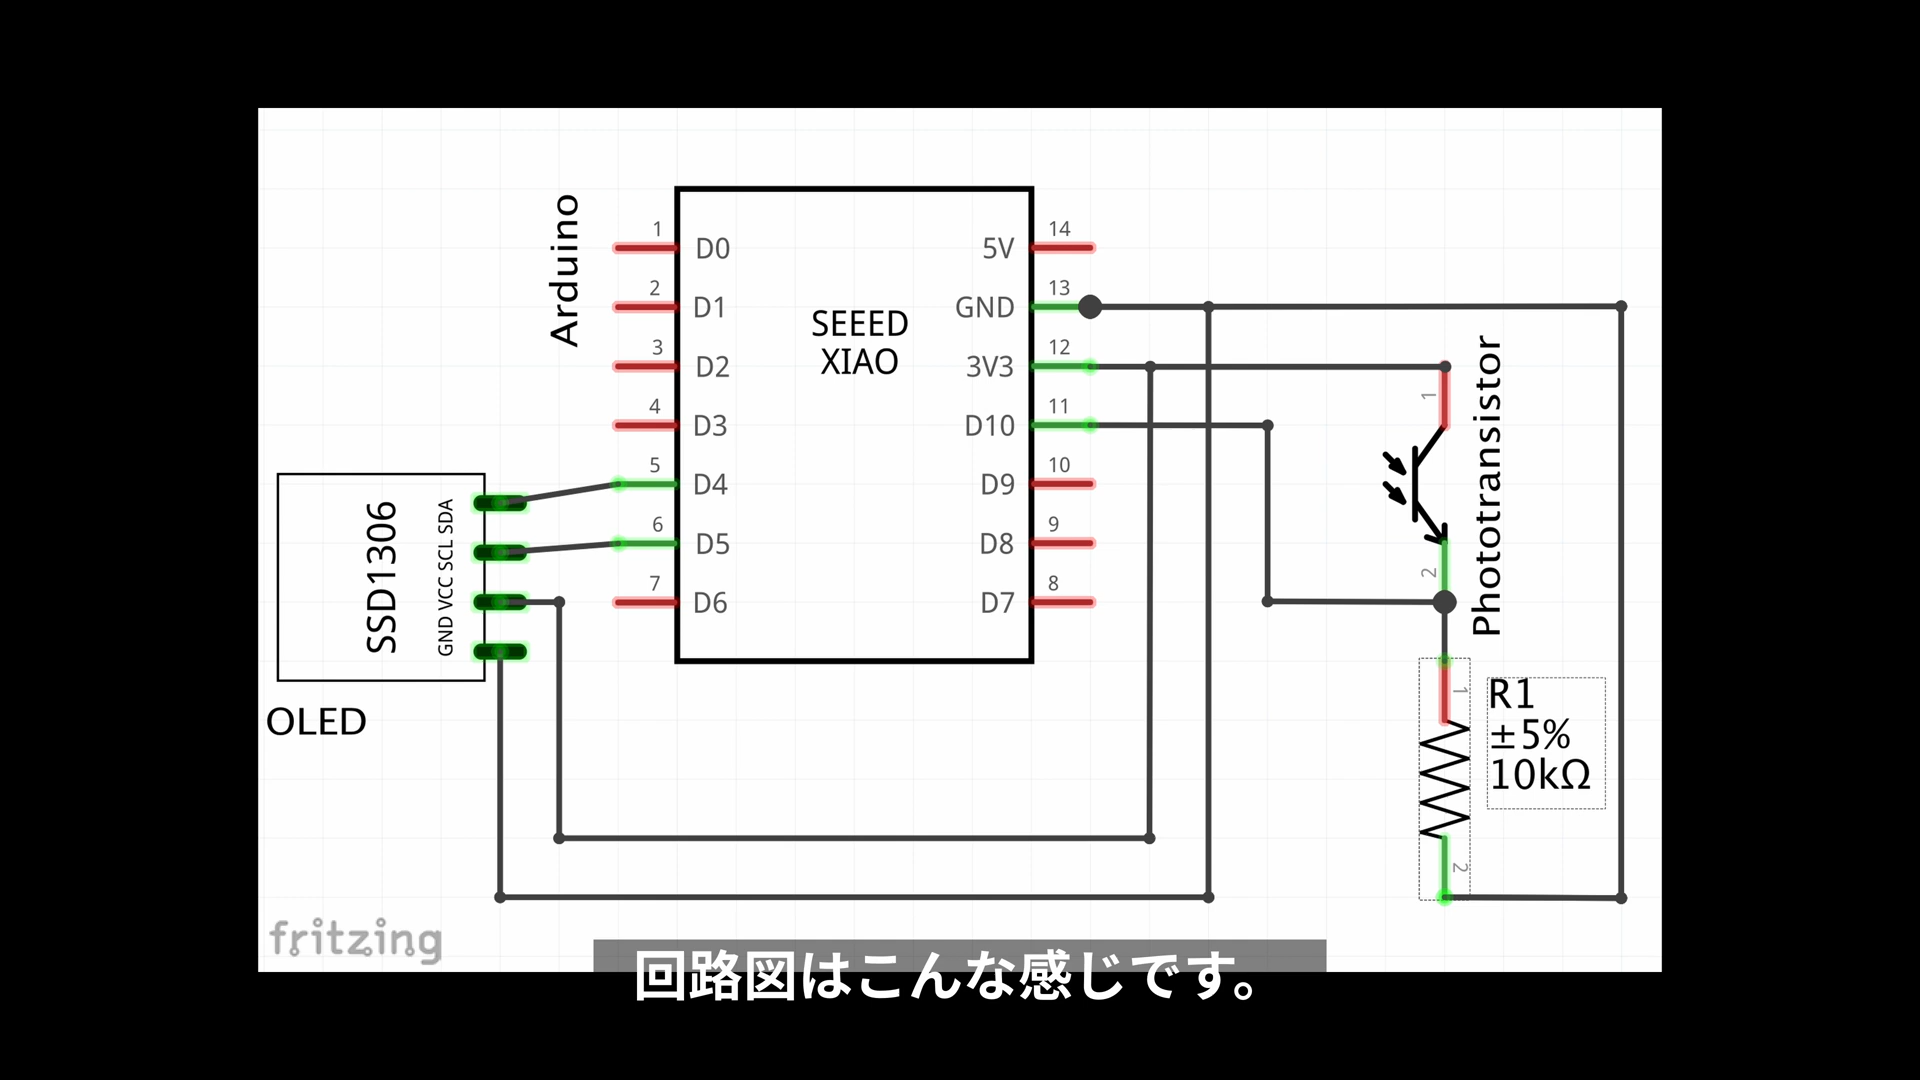 Arduino
1
2
3
4
5
6
7
D0
D1
D2
D3
D4
D5
D6
SEEED
XIAO
5V
GND
3V3
D10
D9
D8
D7
14
13
12
11
10
9
8
SSD1306
GND VCC SCL SDA
OLED
1
2
Phototransistor
1
2
R1
±5%
10kΩ
fritzing
回路図はこんな感じです。